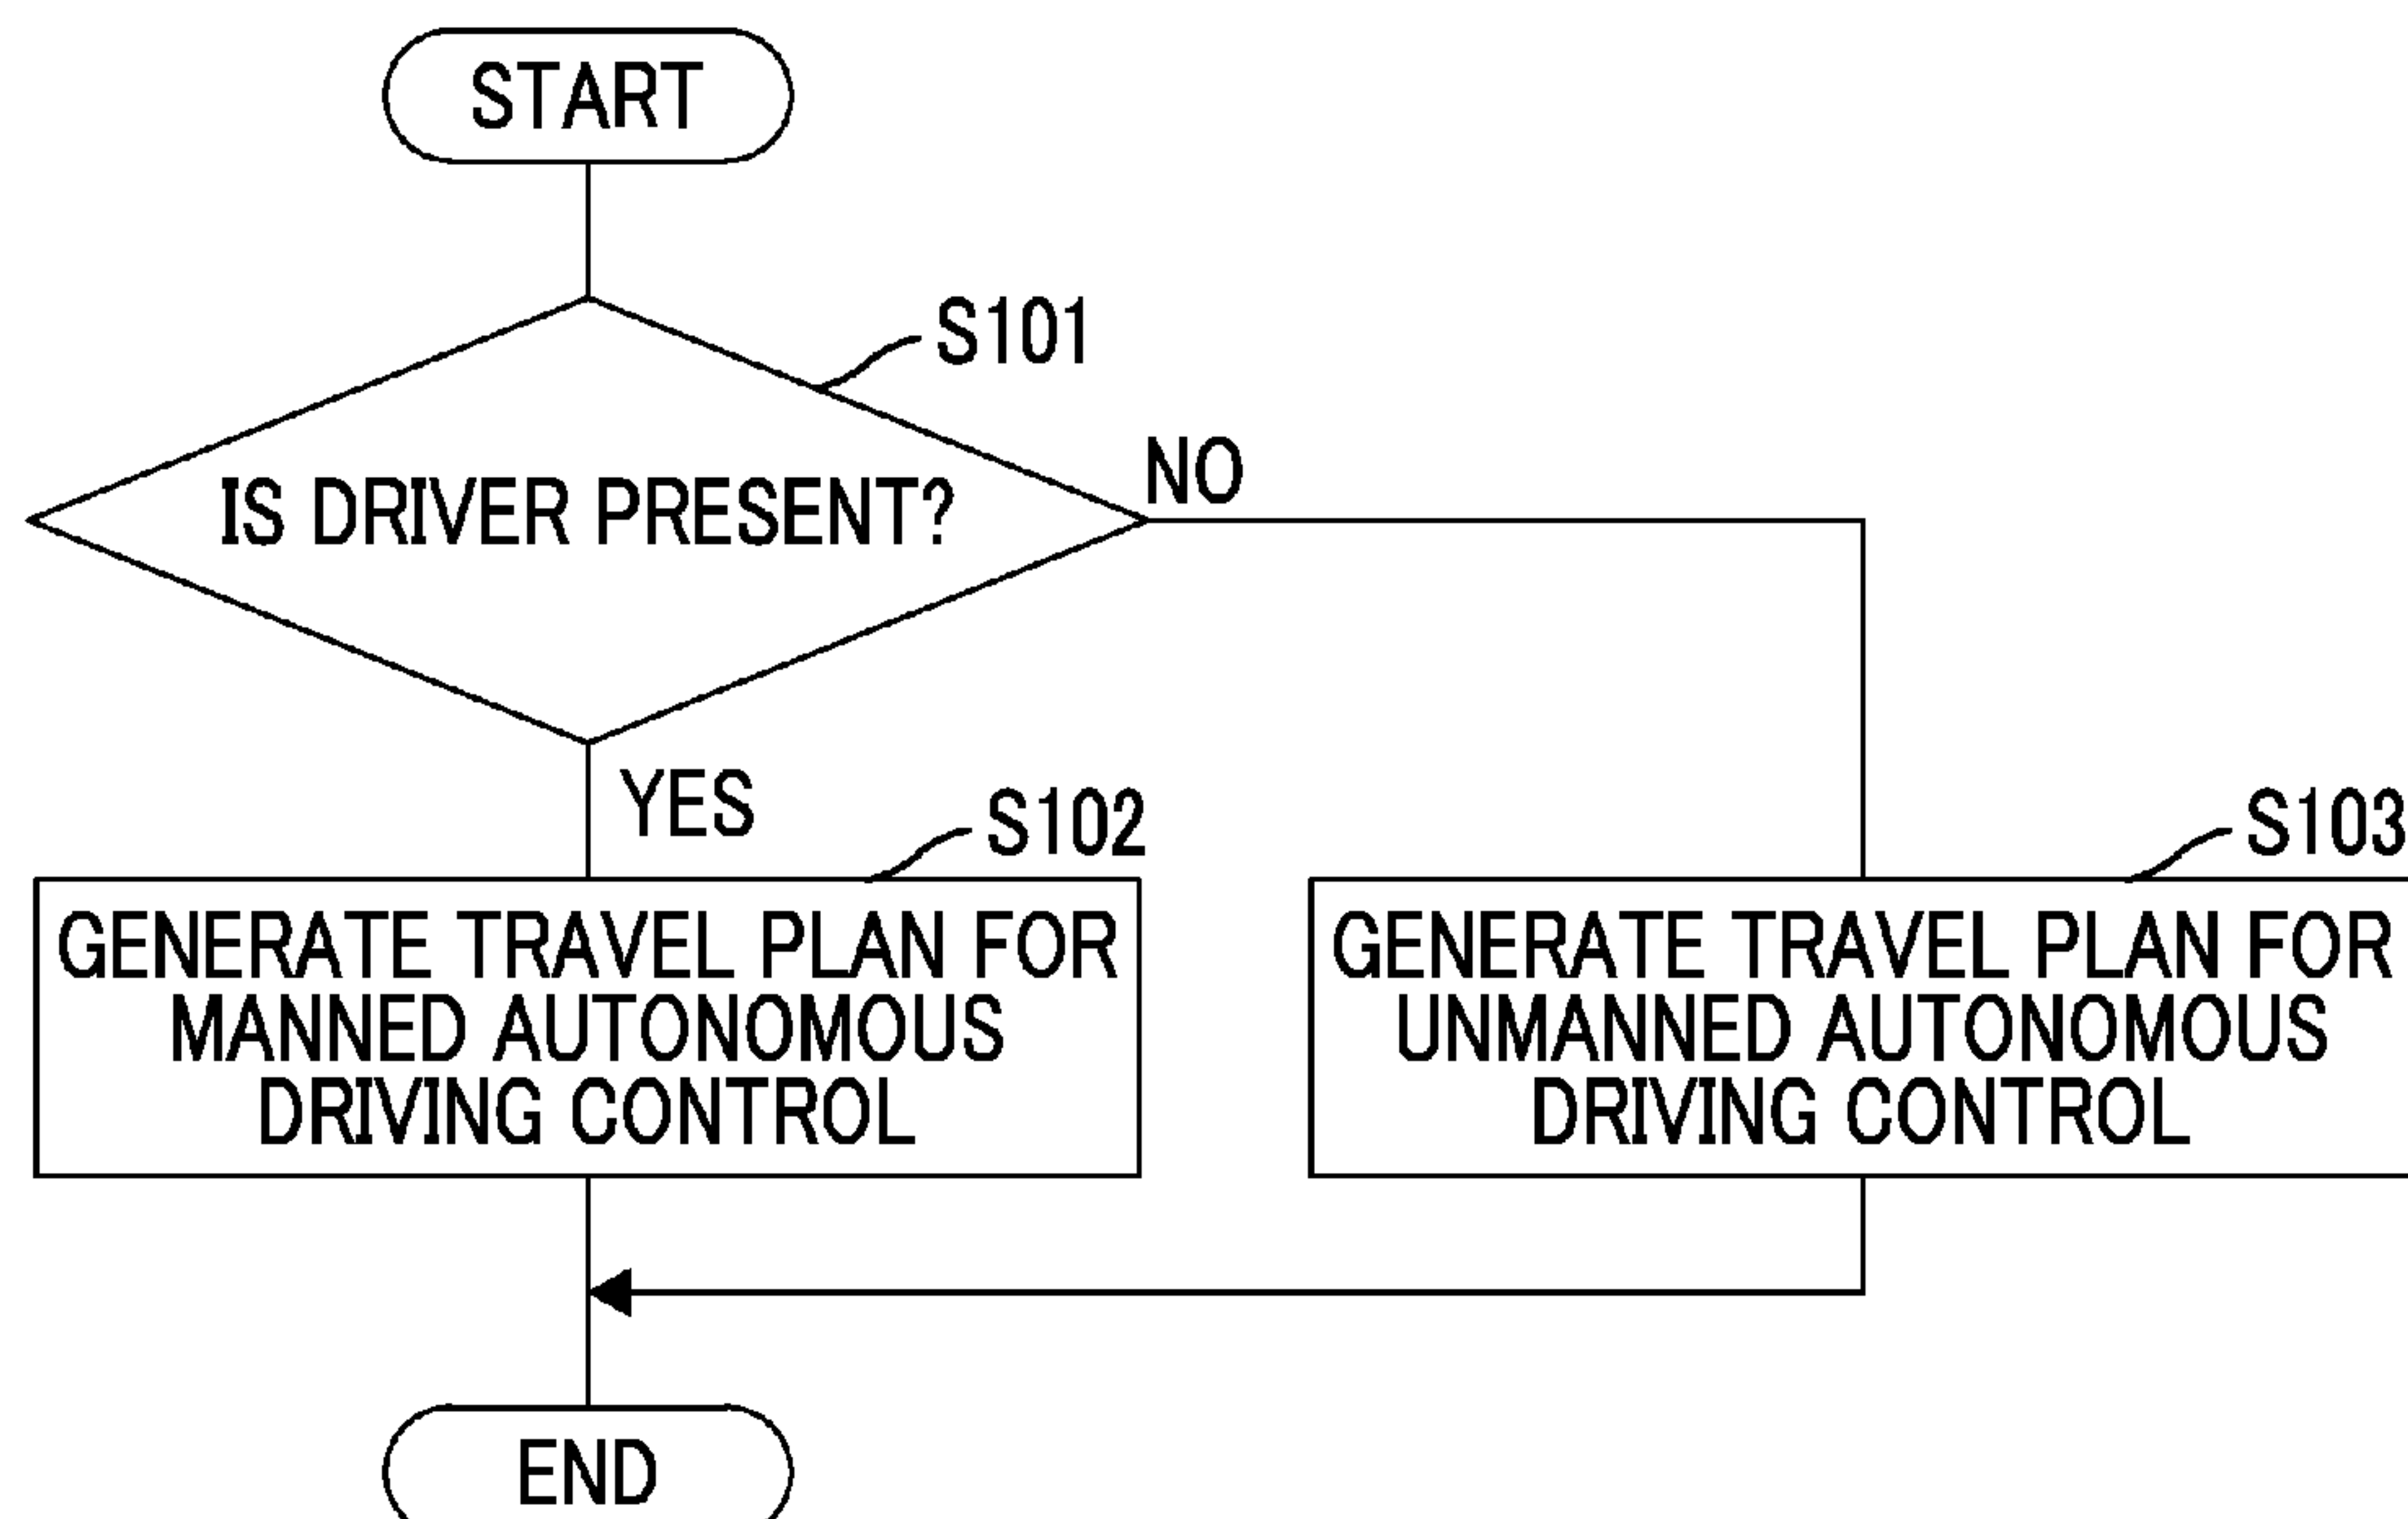 START
S101
IS DRIVER PRESENT?
NO
YES
S102
S103
GENERATE TRAVEL PLAN FOR
MANNED AUTONOMOUS
DRIVING CONTROL
GENERATE TRAVEL PLAN FOR
UNMANNED AUTONOMOUS
DRIVING CONTROL
END